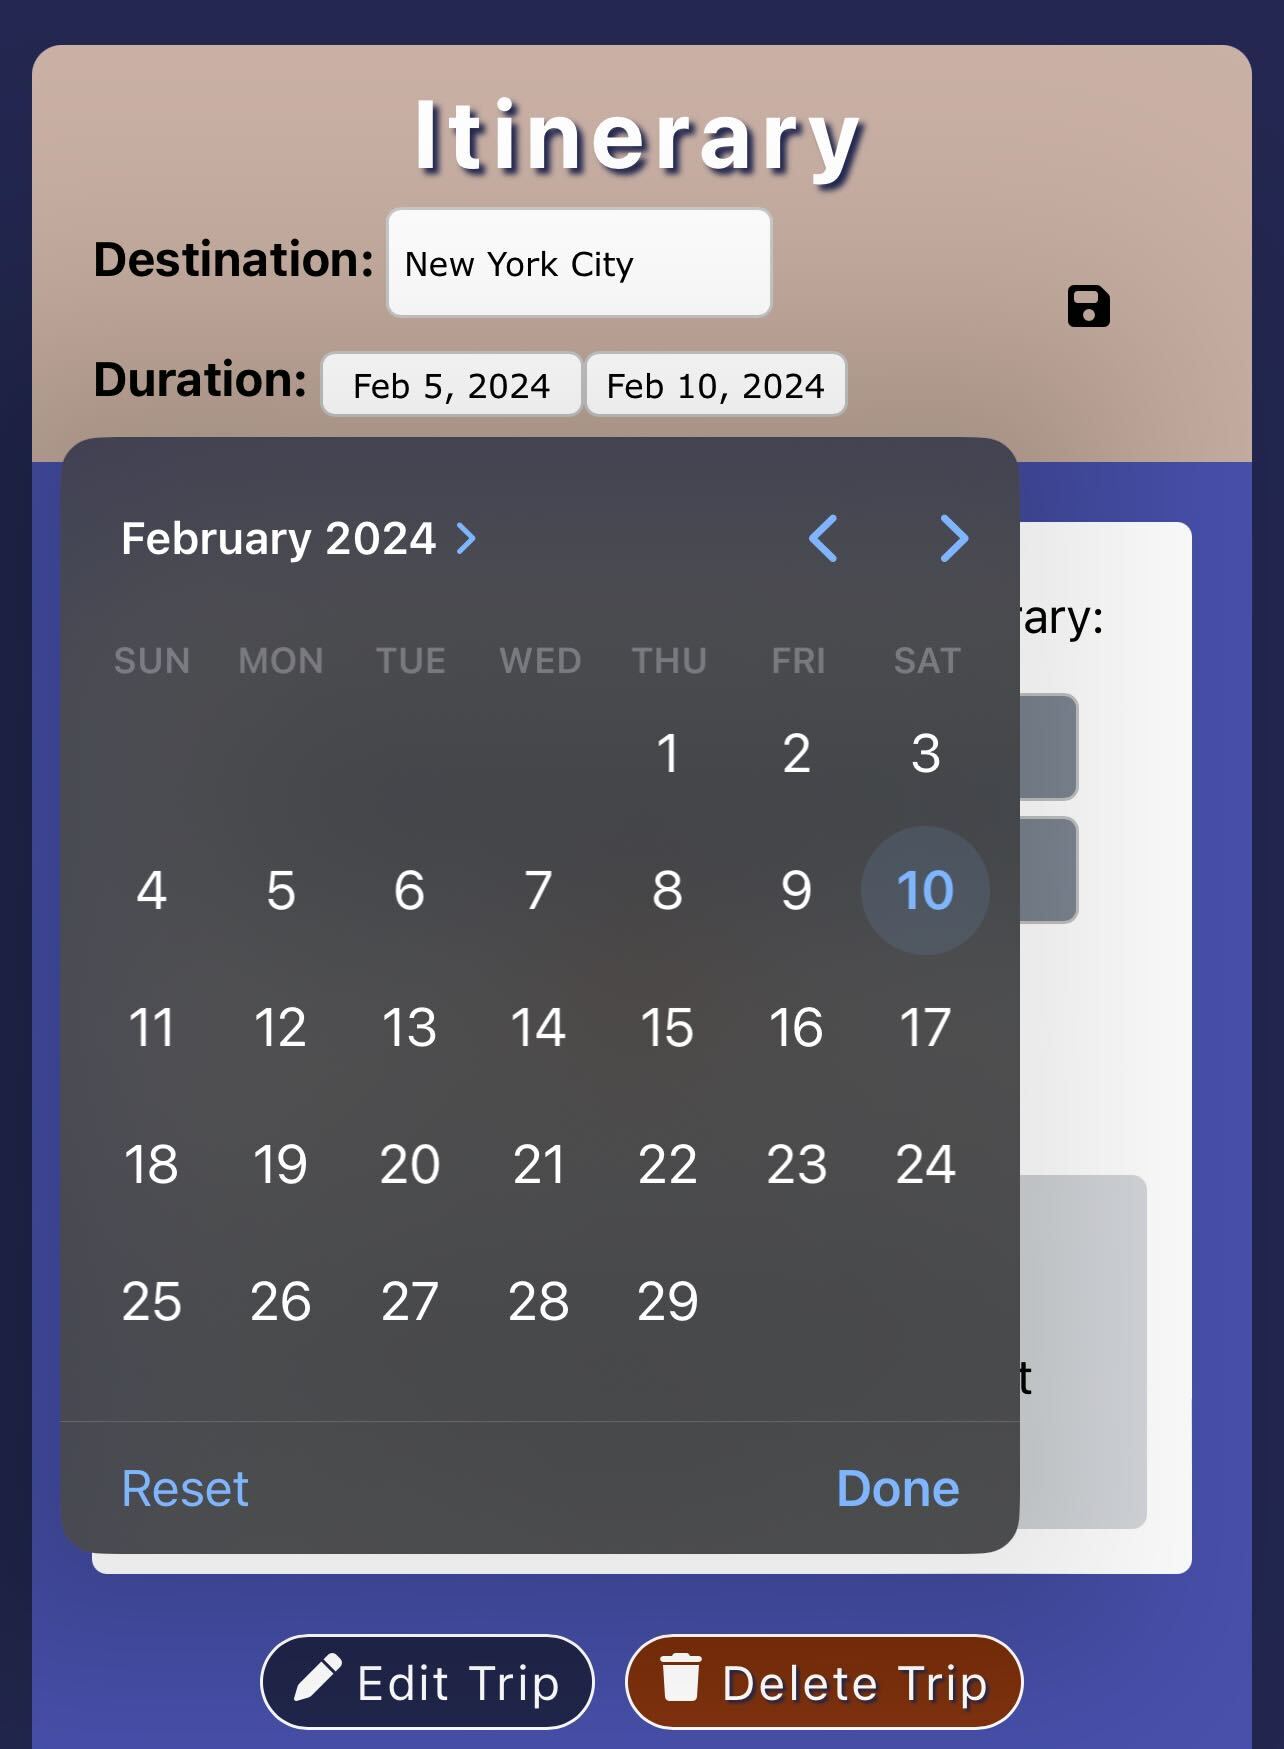 Itinerary
Destination: New York City
Duration: Feb 5, 2024 Feb 10, 2024
February 2024
SUN MON TUE WED THU FRI SAT
1 2 3
4 5 6 7 8 9 10
11 12 13 14 15 16 17
18 19 20 21 22 23 24
25 26 27 28 29
Reset Done
Edit Trip Delete Trip